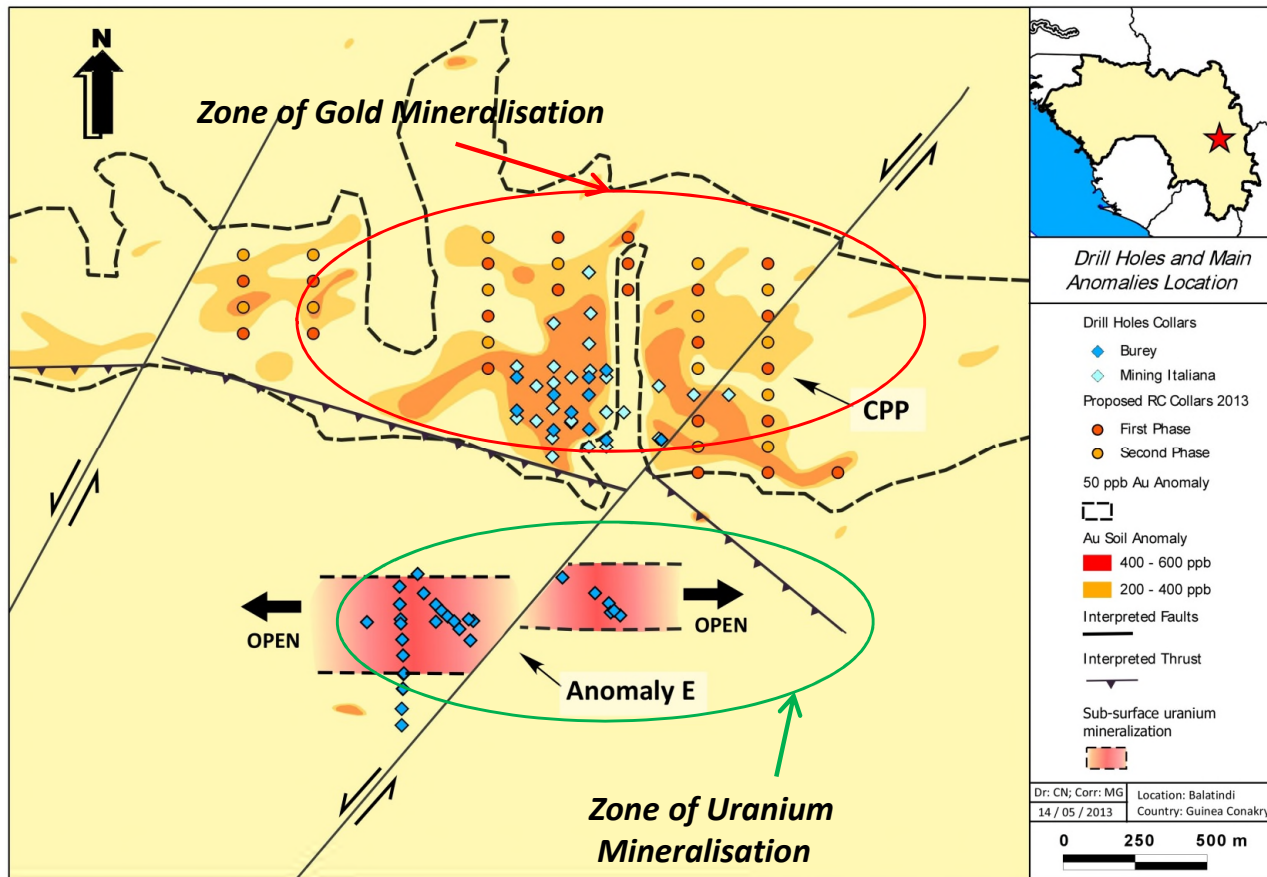 N
Zone of Gold Mineralisation
CPP
OPEN
OPEN
Anomaly E
Zone of Uranium
Mineralisation
Drill Holes and Main
Anomalies Location
Drill Holes Collars
Burey
Mining Italiana
Proposed RC Collars 2013
First Phase
Second Phase
50 ppb Au Anomaly
Au Soil Anomaly
400 - 600 ppb
200 - 400 ppb
Interpreted Faults
Interpreted Thrust
Sub-surface uranium
mineralization
Dr: CN; Corr: MG
14 / 05 / 2013
Location: Balatindi
Country: Guinea Conakry
0 250 500 m